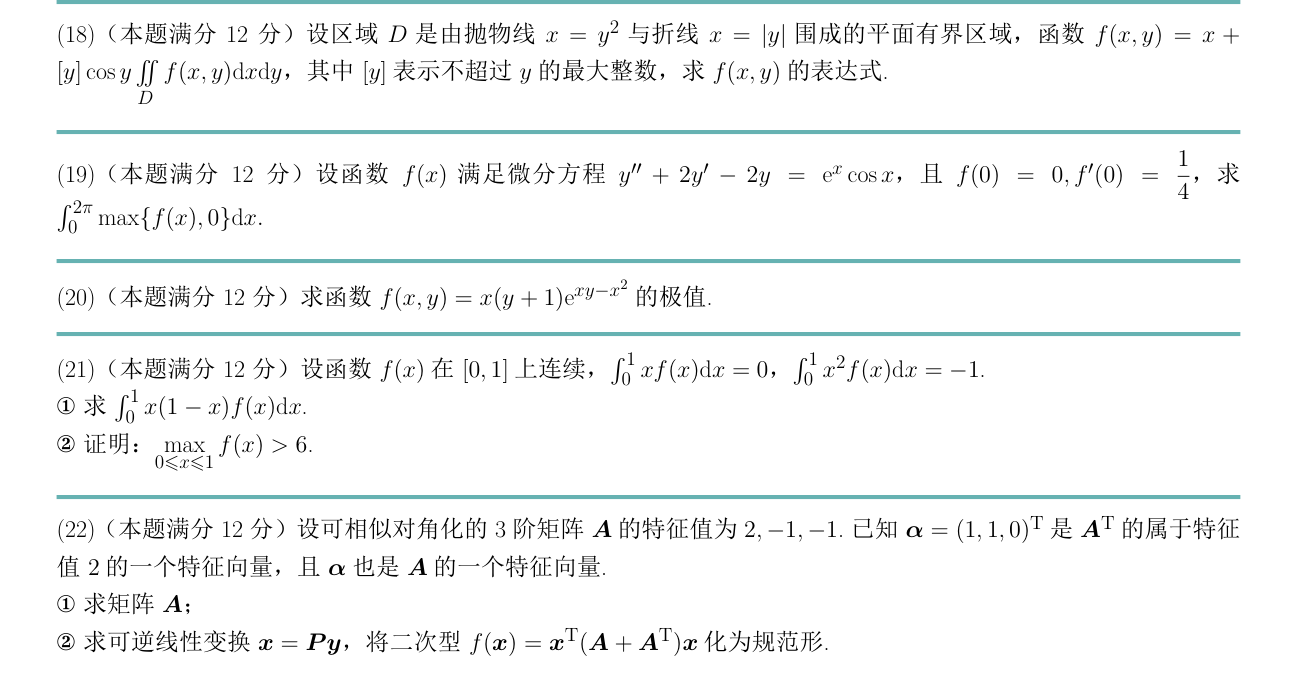 (18)（本题满分 12 分）设区域 D 是由抛物线 x = y² 与折线 x = |y| 围成的平面有界区域，函数 f(x, y) = x +
[y] cos y ∬_D f(x, y)dxdy，其中 [y] 表示不超过 y 的最大整数，求 f(x, y) 的表达式.
(19)（本题满分 12 分）设函数 f(x) 满足微分方程 y″ + 2y′ − 2y = eˣ cos x，且 f(0) = 0, f′(0) = 1/4，求
∫₀^{2π} max{f(x), 0}dx.
(20)（本题满分 12 分）求函数 f(x, y) = x(y + 1)e^{xy−x²} 的极值.
(21)（本题满分 12 分）设函数 f(x) 在 [0, 1] 上连续，∫₀¹ xf(x)dx = 0，∫₀¹ x²f(x)dx = −1.
① 求 ∫₀¹ x(1 − x)f(x)dx.
② 证明：max_{0⩽x⩽1} f(x) > 6.
(22)（本题满分 12 分）设可相似对角化的 3 阶矩阵 A 的特征值为 2, −1, −1. 已知 α = (1, 1, 0)ᵀ 是 Aᵀ 的属于特征
值 2 的一个特征向量，且 α 也是 A 的一个特征向量.
① 求矩阵 A；
② 求可逆线性变换 x = Py，将二次型 f(x) = xᵀ(A + Aᵀ)x 化为规范形.